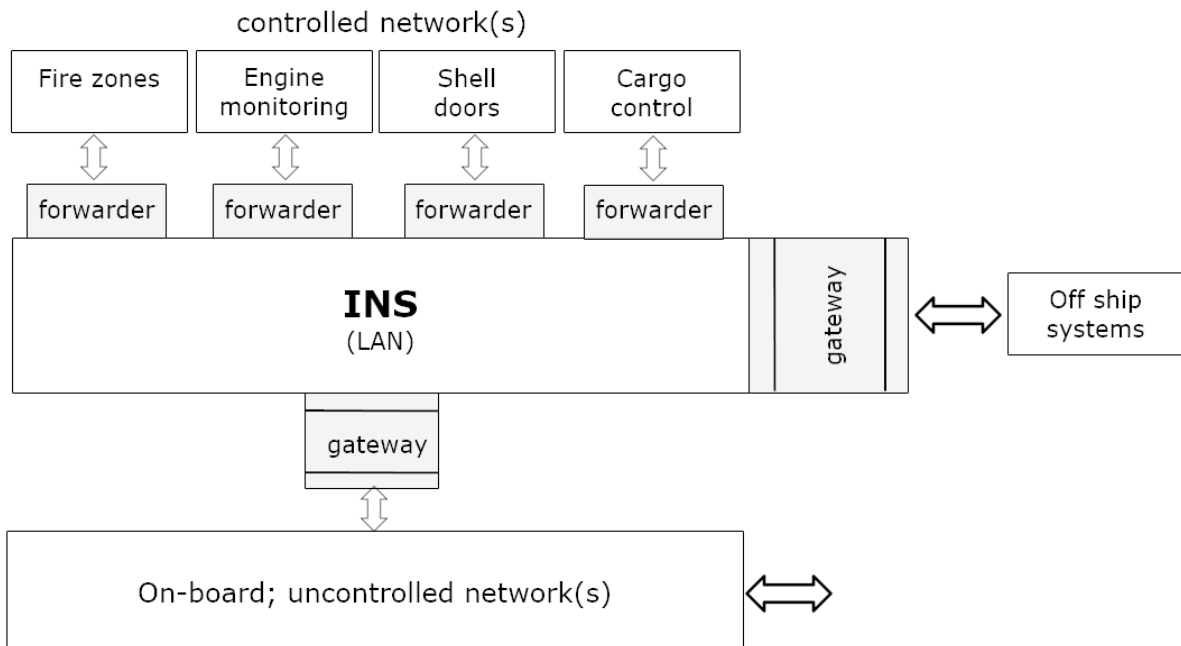 controlled network(s)
Fire zones
Engine
monitoring
Shell
doors
Cargo
control
forwarder
forwarder
forwarder
forwarder
INS
(LAN)
gateway
Off ship
systems
gateway
On-board; uncontrolled network(s)